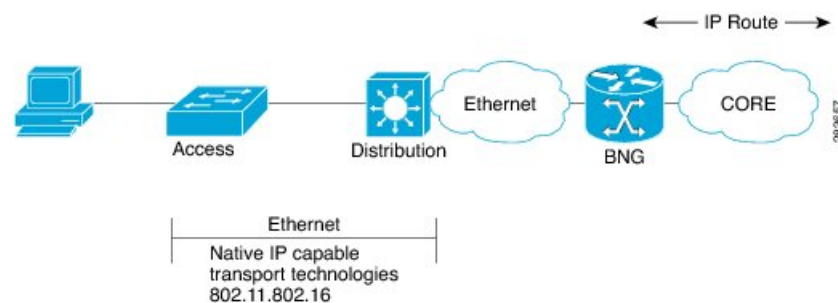 IP Route
Ethernet
CORE
Access
Distribution
BNG
Ethernet
Native IP capable
transport technologies
802.11.802.16